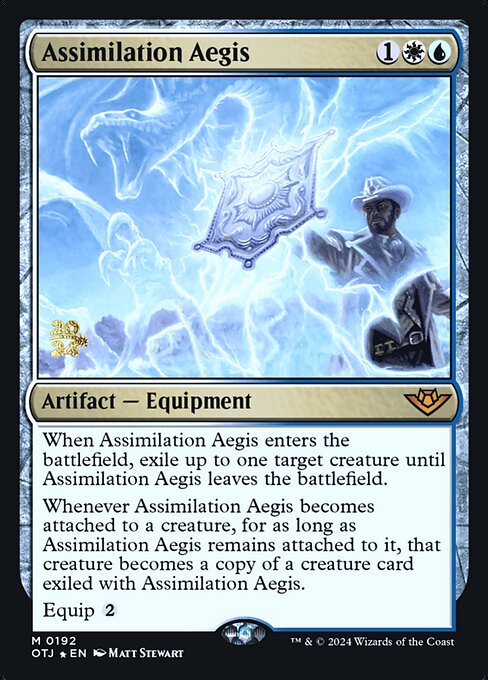 Assimilation Aegis 1
Artifact — Equipment
When Assimilation Aegis enters the
battlefield, exile up to one target creature until
Assimilation Aegis leaves the battlefield.
Whenever Assimilation Aegis becomes
attached to a creature, for as long as
Assimilation Aegis remains attached to it, that
creature becomes a copy of a creature card
exiled with Assimilation Aegis.
Equip 2
M 0192
OTJ ★ EN Matt Stewart
™ & © 2024 Wizards of the Coast